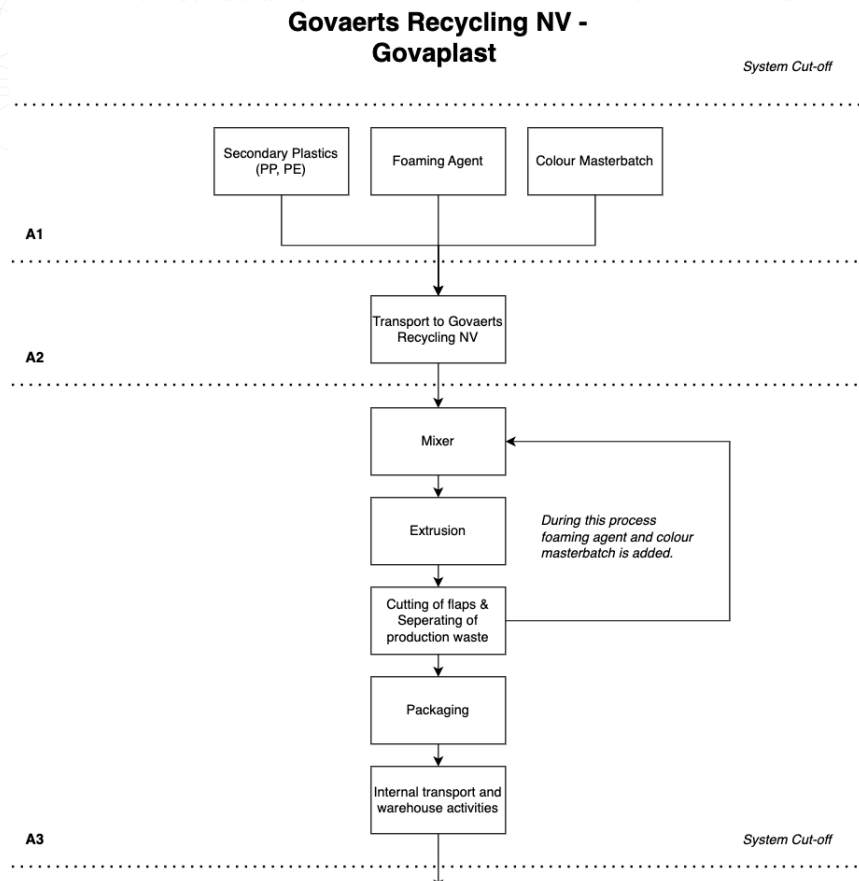 Govaerts Recycling NV -
Govaplast
System Cut-off
Secondary Plastics
(PP, PE)
Foaming Agent
Colour Masterbatch
A1
Transport to Govaerts
Recycling NV
A2
Mixer
Extrusion
During this process
foaming agent and colour
masterbatch is added.
Cutting of flaps &
Seperating of
production waste
Packaging
Internal transport and
warehouse activities
A3
System Cut-off